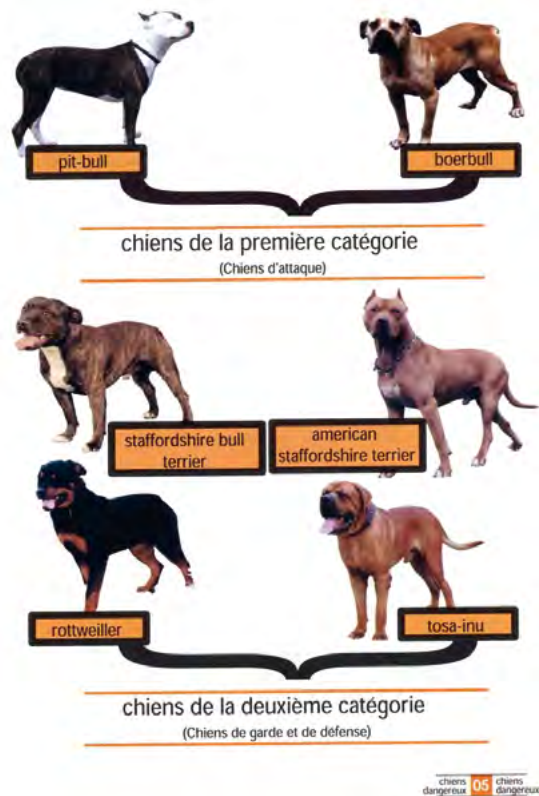 pit-bull
boerbull
chiens de la première catégorie
(Chiens d'attaque)
staffordshire bull
terrier
american
staffordshire terrier
rottweiller
tosa-inu
chiens de la deuxième catégorie
(Chiens de garde et de défense)
chiens
dangereux
05
chiens
dangereux